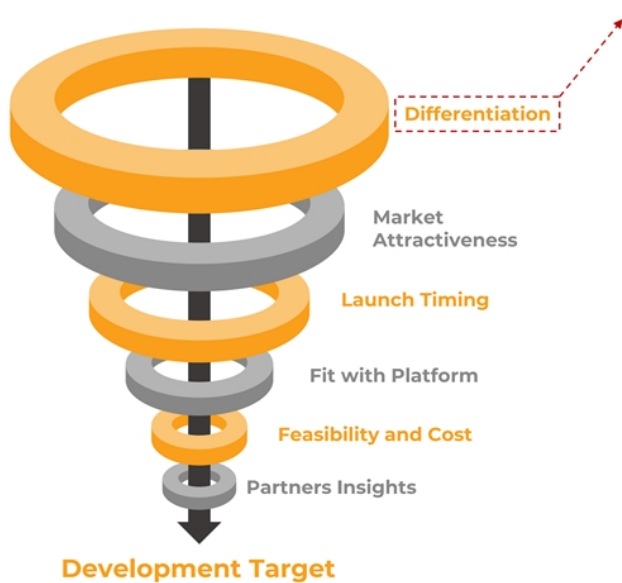 Differentiation
Market
Attractiveness
Launch Timing
Fit with Platform
Feasibility and Cost
Partners Insights
Development Target